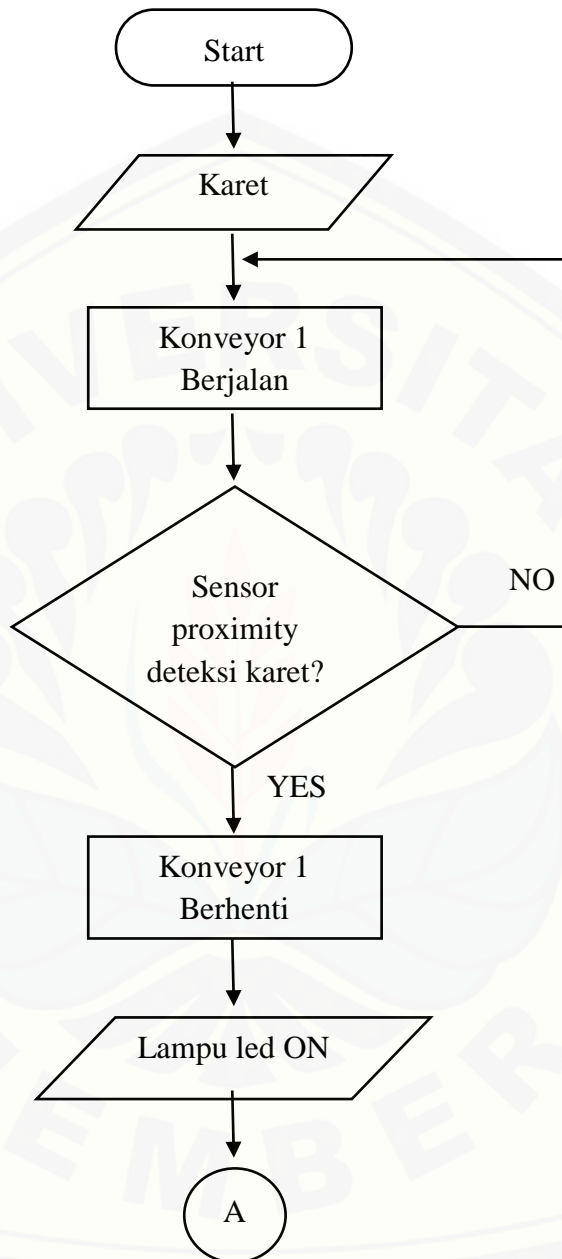 Start
Karet
Konveyor 1
Berjalan
Sensor
proximity
deteksi karet?
NO
YES
Konveyor 1
Berhenti
Lampu led ON
A